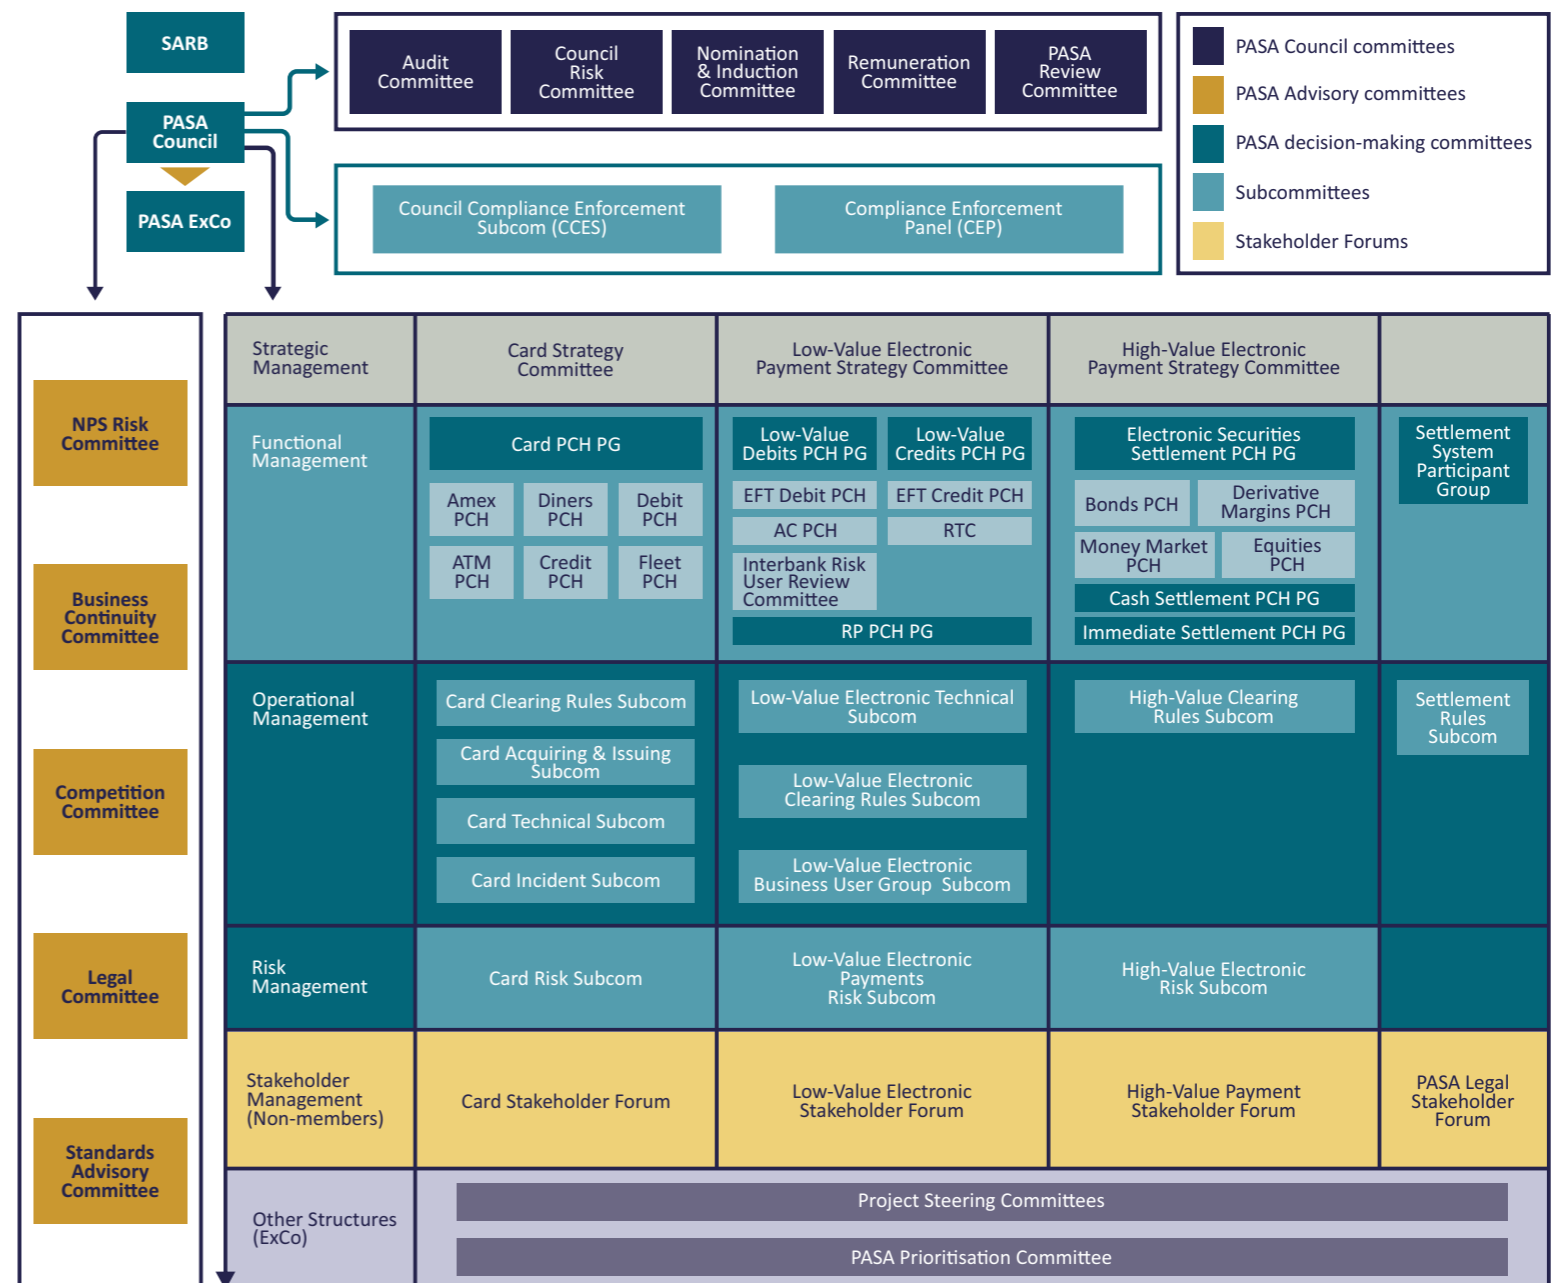 SARB
PASA
Council
PASA ExCo
Audit
Committee
Council
Risk
Committee
Nomination
& Induction
Committee
Remuneration
Committee
PASA
Review
Committee
Council Compliance Enforcement
Subcom (CCES)
Compliance Enforcement
Panel (CEP)
PASA Council committees
PASA Advisory committees
PASA decision-making committees
Subcommittees
Stakeholder Forums
NPS Risk
Committee
Business
Continuity
Committee
Competition
Committee
Legal
Committee
Standards
Advisory
Committee
Strategic
Management
Card Strategy
Committee
Low-Value Electronic
Payment Strategy Committee
High-Value Electronic
Payment Strategy Committee
Functional
Management
Card PCH PG
Amex
PCH
Diners
PCH
Debit
PCH
ATM
PCH
Credit
PCH
Fleet
PCH
Low-Value
Debits PCH PG
Low-Value
Credits PCH PG
EFT Debit PCH
EFT Credit PCH
AC PCH
RTC
Interbank Risk
User Review
Committee
RP PCH PG
Electronic Securities
Settlement PCH PG
Bonds PCH
Derivative
Margins PCH
Money Market
PCH
Equities
PCH
Cash Settlement PCH PG
Immediate Settlement PCH PG
Settlement
System
Participant
Group
Operational
Management
Card Clearing Rules Subcom
Card Acquiring & Issuing
Subcom
Card Technical Subcom
Card Incident Subcom
Low-Value Electronic Technical
Subcom
Low-Value Electronic
Clearing Rules Subcom
Low-Value Electronic
Business User Group Subcom
High-Value Clearing
Rules Subcom
Settlement
Rules
Subcom
Risk
Management
Card Risk Subcom
Low-Value Electronic
Payments
Risk Subcom
High-Value Electronic
Risk Subcom
Stakeholder
Management
(Non-members)
Card Stakeholder Forum
Low-Value Electronic
Stakeholder Forum
High-Value Payment
Stakeholder Forum
PASA Legal
Stakeholder
Forum
Other Structures
(ExCo)
Project Steering Committees
PASA Prioritisation Committee